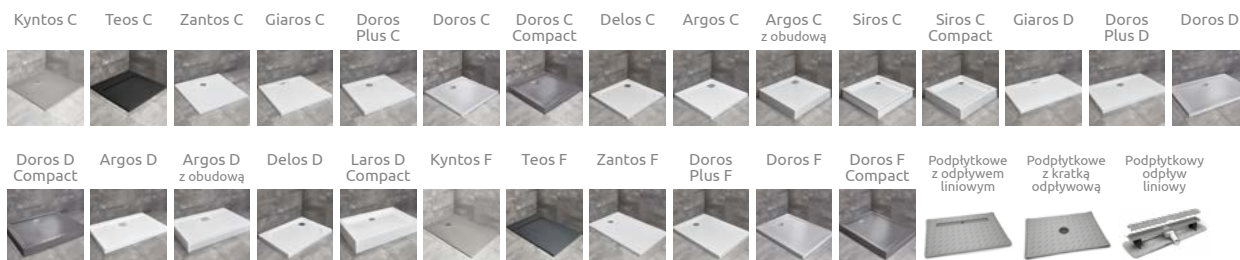 Kyntos C
Teos C
Zantos C
Giaros C
Doros
Plus C
Doros C
Doros C
Compact
Delos C
Argos C
Argos C
z obudową
Siros C
Siros C
Compact
Giaros D
Doros
Plus D
Doros D
Doros D
Compact
Argos D
Argos D
z obudową
Delos D
Laros D
Compact
Kyntos F
Teos F
Zantos F
Doros
Plus F
Doros F
Doros F
Compact
Podpłytkowe
z odpływem
liniowym
Podpłytkowe
z kratką
odpływową
Podpłytkowy
odpływ
liniowy